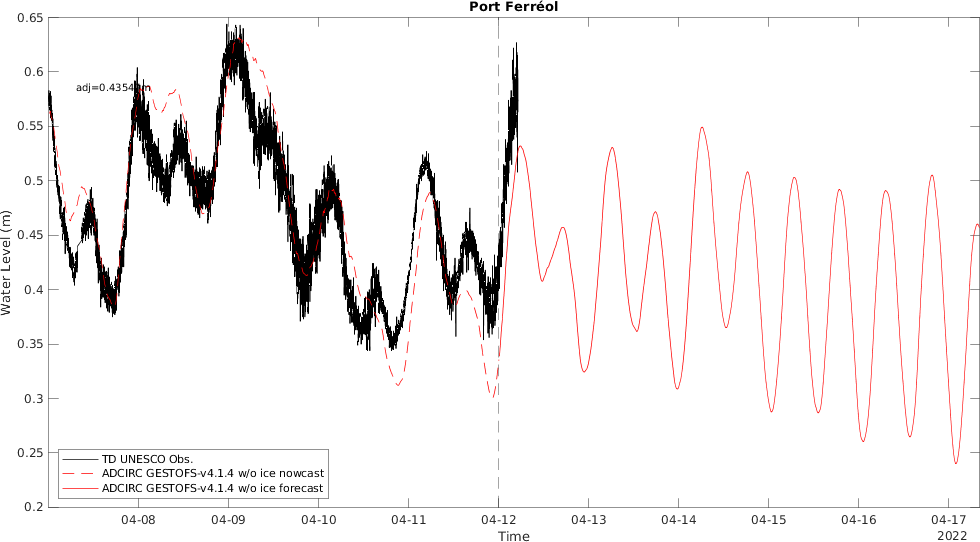 Port Ferréol
0.65
0.6
0.55
0.5
0.45
0.4
0.35
0.3
0.25
0.2
Water Level (m)
adj=0.4354 m
TD UNESCO Obs.
ADCIRC GESTOFS-v4.1.4 w/o ice nowcast
ADCIRC GESTOFS-v4.1.4 w/o ice forecast
04-08 04-09 04-10 04-11 04-12 04-13 04-14 04-15 04-16 04-17
Time
2022